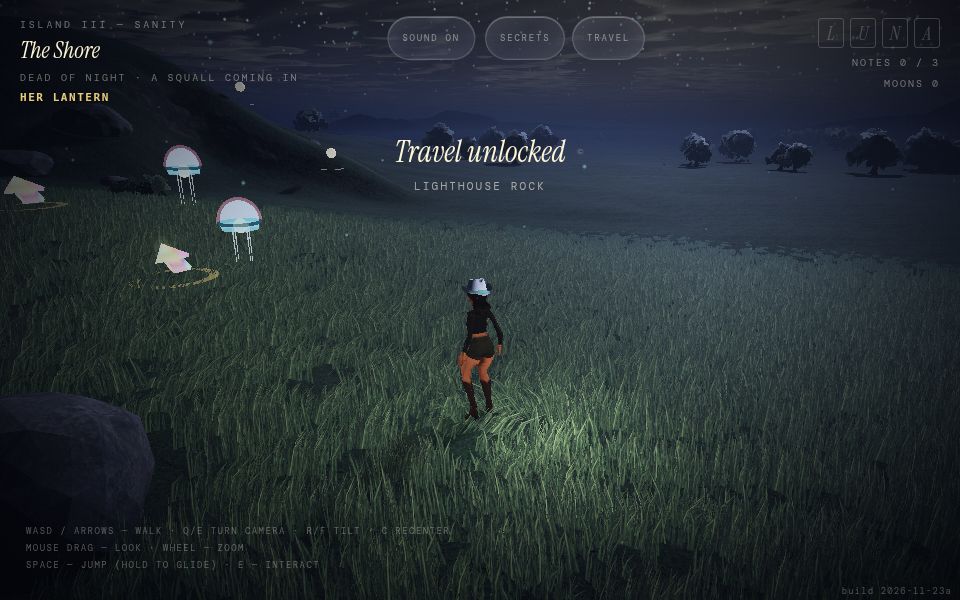 ISLAND III — SANITY
The Shore
DEAD OF NIGHT · A SQUALL COMING IN
HER LANTERN
SOUND ON
SECRETS
TRAVEL
L U N A
NOTES 0 / 3
MOONS 0
Travel unlocked
LIGHTHOUSE ROCK
WASD / ARROWS — WALK · Q/E TURN CAMERA · R/F TILT · C RECENTER
MOUSE DRAG — LOOK · WHEEL — ZOOM
SPACE — JUMP (HOLD TO GLIDE) · E — INTERACT
build 2026-11-23a